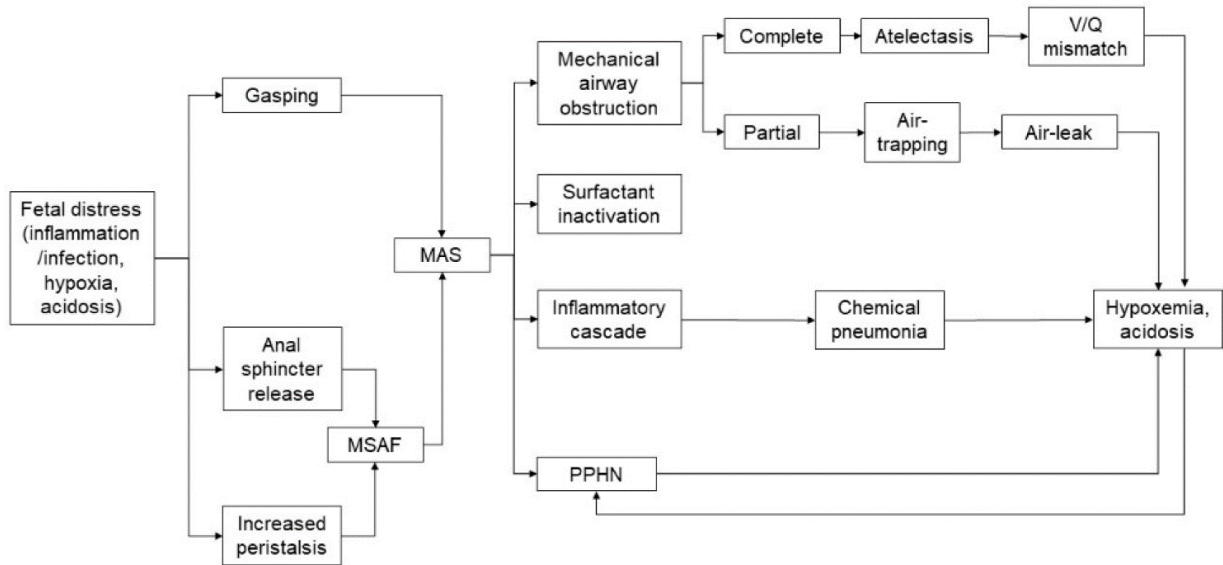 Fetal distress
(inflammation
/infection,
hypoxia,
acidosis)
Gasping
Anal
sphincter
release
Increased
peristalsis
MSAF
MAS
Mechanical
airway
obstruction
Complete
Atelectasis
V/Q
mismatch
Partial
Air-
trapping
Air-leak
Surfactant
inactivation
Inflammatory
cascade
Chemical
pneumonia
Hypoxemia,
acidosis
PPHN